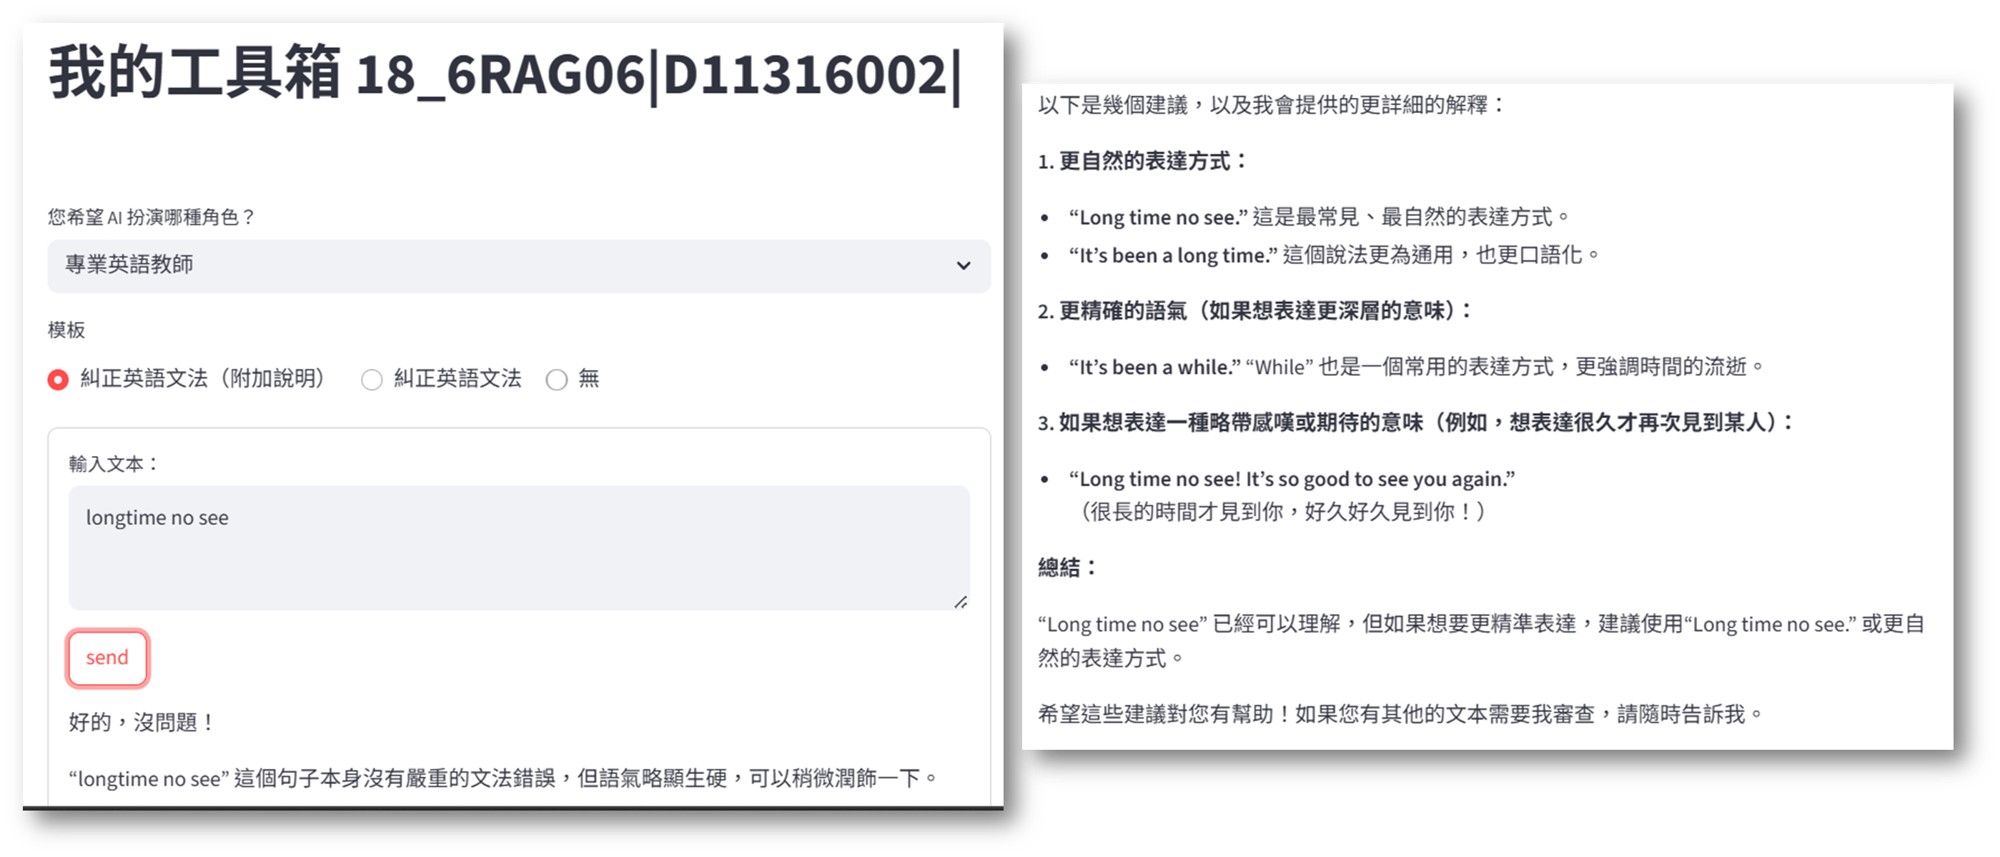 我的工具箱 18_6RAG06|D11316002|
您希望 AI 扮演哪種角色？
專業英語教師
模板
糾正英語文法（附加說明） 糾正英語文法 無
輸入文本：
longtime no see
send
好的，沒問題！
“longtime no see” 這個句子本身沒有嚴重的文法錯誤，但語氣略顯生硬，可以稍微潤飾一下。
以下是幾個建議，以及我會提供的更詳細的解釋：
1. 更自然的表達方式：
• “Long time no see.” 這是最常見、最自然的表達方式。
• “It’s been a long time.” 這個說法更為通用，也更口語化。
2. 更精確的語氣（如果想表達更深層的意味）：
• “It’s been a while.” “While” 也是一個常用的表達方式，更強調時間的流逝。
3. 如果想表達一種略帶感嘆或期待的意味（例如，想表達很久才再次見到某人）：
• “Long time no see! It’s so good to see you again.”
（很長的時間才見到你，好久好久見到你！）
總結：
“Long time no see” 已經可以理解，但如果想要更精準表達，建議使用“Long time no see.” 或更自
然的表達方式。
希望這些建議對您有幫助！如果您有其他的文本需要我審查，請隨時告訴我。